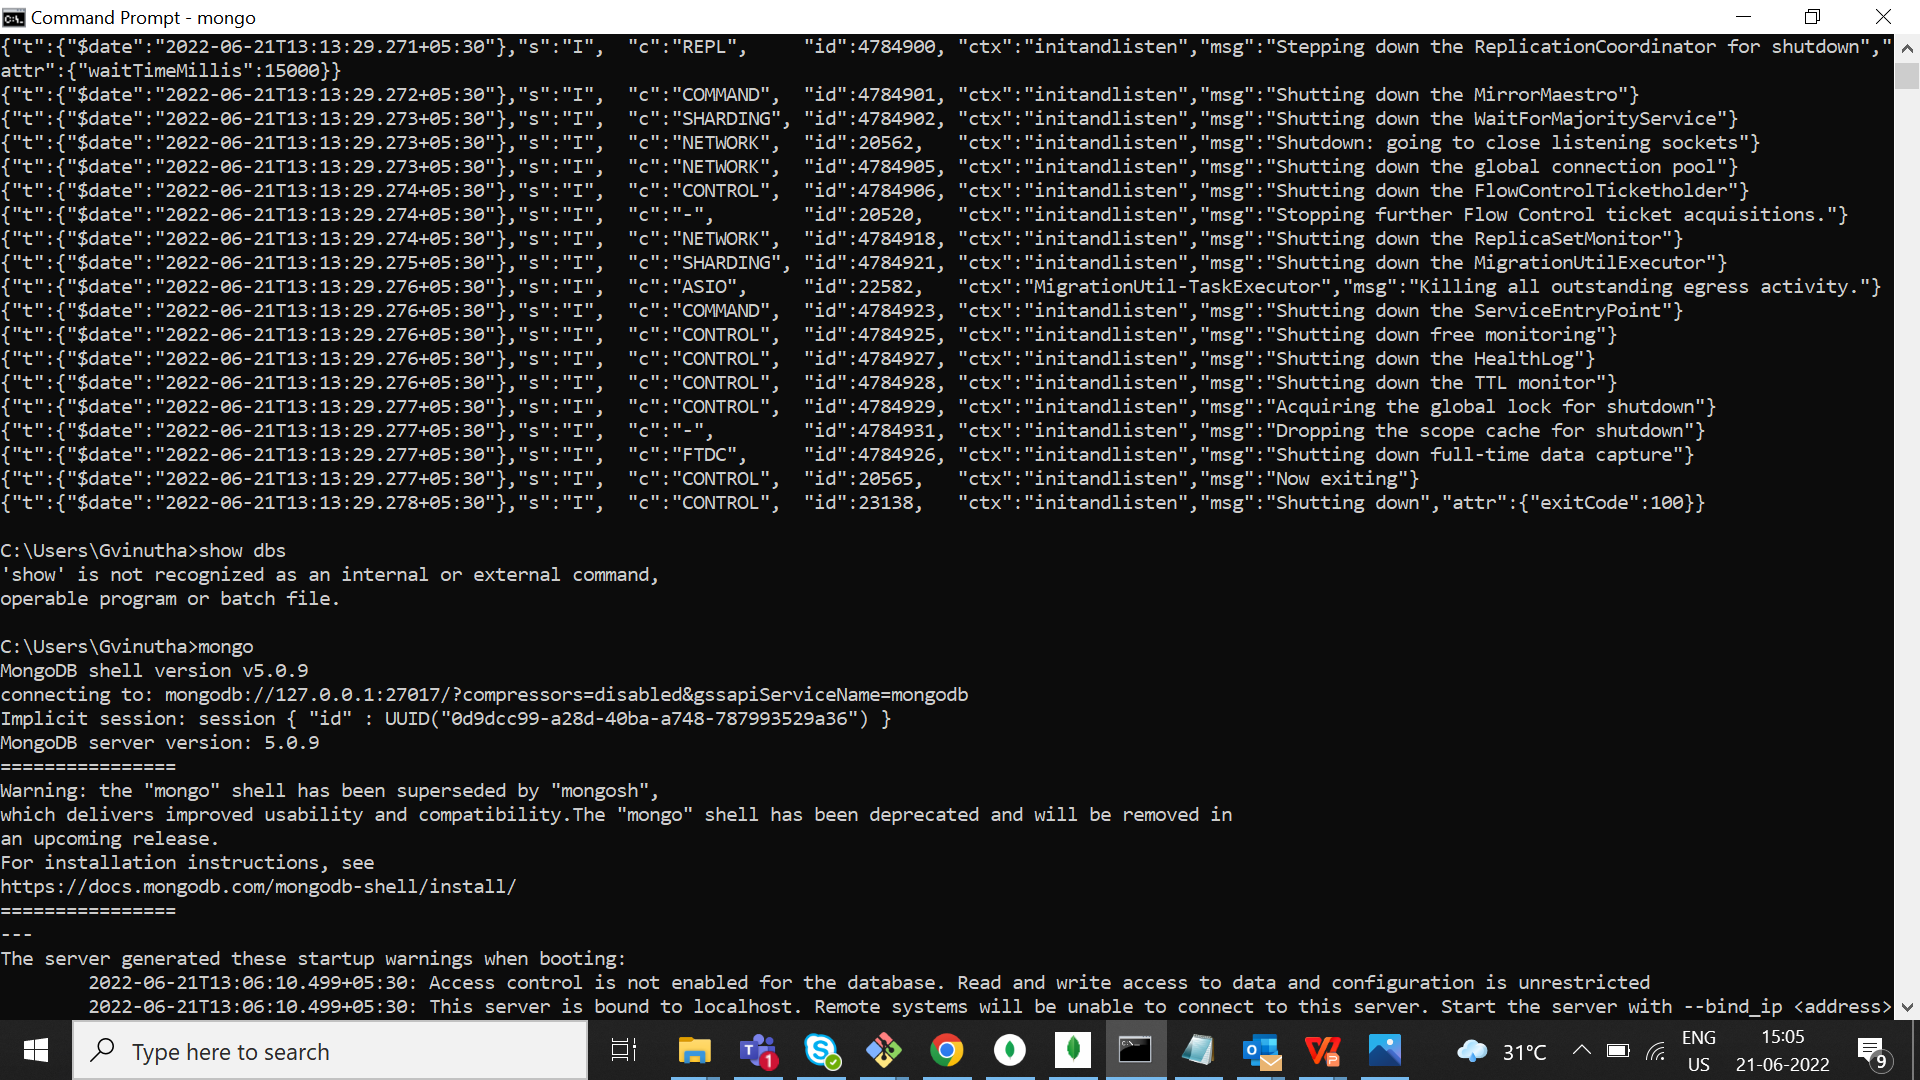 Command Prompt - mongo
{"t":{"$date":"2022-06-21T13:13:29.271+05:30"},"s":"I",  "c":"REPL",     "id":4784900, "ctx":"initandlisten","msg":"Stepping down the ReplicationCoordinator for shutdown","
attr":{"waitTimeMillis":15000}}
{"t":{"$date":"2022-06-21T13:13:29.272+05:30"},"s":"I",  "c":"COMMAND",  "id":4784901, "ctx":"initandlisten","msg":"Shutting down the MirrorMaestro"}
{"t":{"$date":"2022-06-21T13:13:29.273+05:30"},"s":"I",  "c":"SHARDING", "id":4784902, "ctx":"initandlisten","msg":"Shutting down the WaitForMajorityService"}
{"t":{"$date":"2022-06-21T13:13:29.273+05:30"},"s":"I",  "c":"NETWORK",  "id":20562,   "ctx":"initandlisten","msg":"Shutdown: going to close listening sockets"}
{"t":{"$date":"2022-06-21T13:13:29.273+05:30"},"s":"I",  "c":"NETWORK",  "id":4784905, "ctx":"initandlisten","msg":"Shutting down the global connection pool"}
{"t":{"$date":"2022-06-21T13:13:29.274+05:30"},"s":"I",  "c":"CONTROL",  "id":4784906, "ctx":"initandlisten","msg":"Shutting down the FlowControlTicketholder"}
{"t":{"$date":"2022-06-21T13:13:29.274+05:30"},"s":"I",  "c":"-",        "id":20520,   "ctx":"initandlisten","msg":"Stopping further Flow Control ticket acquisitions."}
{"t":{"$date":"2022-06-21T13:13:29.274+05:30"},"s":"I",  "c":"NETWORK",  "id":4784918, "ctx":"initandlisten","msg":"Shutting down the ReplicaSetMonitor"}
{"t":{"$date":"2022-06-21T13:13:29.275+05:30"},"s":"I",  "c":"SHARDING", "id":4784921, "ctx":"initandlisten","msg":"Shutting down the MigrationUtilExecutor"}
{"t":{"$date":"2022-06-21T13:13:29.276+05:30"},"s":"I",  "c":"ASIO",     "id":22582,   "ctx":"MigrationUtil-TaskExecutor","msg":"Killing all outstanding egress activity."}
{"t":{"$date":"2022-06-21T13:13:29.276+05:30"},"s":"I",  "c":"COMMAND",  "id":4784923, "ctx":"initandlisten","msg":"Shutting down the ServiceEntryPoint"}
{"t":{"$date":"2022-06-21T13:13:29.276+05:30"},"s":"I",  "c":"CONTROL",  "id":4784925, "ctx":"initandlisten","msg":"Shutting down free monitoring"}
{"t":{"$date":"2022-06-21T13:13:29.276+05:30"},"s":"I",  "c":"CONTROL",  "id":4784927, "ctx":"initandlisten","msg":"Shutting down the HealthLog"}
{"t":{"$date":"2022-06-21T13:13:29.276+05:30"},"s":"I",  "c":"CONTROL",  "id":4784928, "ctx":"initandlisten","msg":"Shutting down the TTL monitor"}
{"t":{"$date":"2022-06-21T13:13:29.277+05:30"},"s":"I",  "c":"CONTROL",  "id":4784929, "ctx":"initandlisten","msg":"Acquiring the global lock for shutdown"}
{"t":{"$date":"2022-06-21T13:13:29.277+05:30"},"s":"I",  "c":"-",        "id":4784931, "ctx":"initandlisten","msg":"Dropping the scope cache for shutdown"}
{"t":{"$date":"2022-06-21T13:13:29.277+05:30"},"s":"I",  "c":"FTDC",     "id":4784926, "ctx":"initandlisten","msg":"Shutting down full-time data capture"}
{"t":{"$date":"2022-06-21T13:13:29.277+05:30"},"s":"I",  "c":"CONTROL",  "id":20565,   "ctx":"initandlisten","msg":"Now exiting"}
{"t":{"$date":"2022-06-21T13:13:29.278+05:30"},"s":"I",  "c":"CONTROL",  "id":23138,   "ctx":"initandlisten","msg":"Shutting down","attr":{"exitCode":100}}
C:\Users\Gvinutha>show dbs
'show' is not recognized as an internal or external command,
operable program or batch file.
C:\Users\Gvinutha>mongo
MongoDB shell version v5.0.9
connecting to: mongodb://127.0.0.1:27017/?compressors=disabled&gssapiServiceName=mongodb
Implicit session: session { "id" : UUID("0d9dcc99-a28d-40ba-a748-787993529a36") }
MongoDB server version: 5.0.9
================
Warning: the "mongo" shell has been superseded by "mongosh",
which delivers improved usability and compatibility.The "mongo" shell has been deprecated and will be removed in
an upcoming release.
For installation instructions, see
https://docs.mongodb.com/mongodb-shell/install/
================
---
The server generated these startup warnings when booting:
        2022-06-21T13:06:10.499+05:30: Access control is not enabled for the database. Read and write access to data and configuration is unrestricted
        2022-06-21T13:06:10.499+05:30: This server is bound to localhost. Remote systems will be unable to connect to this server. Start the server with --bind_ip <address>
Type here to search
31°C
ENG
US
15:05
21-06-2022
9